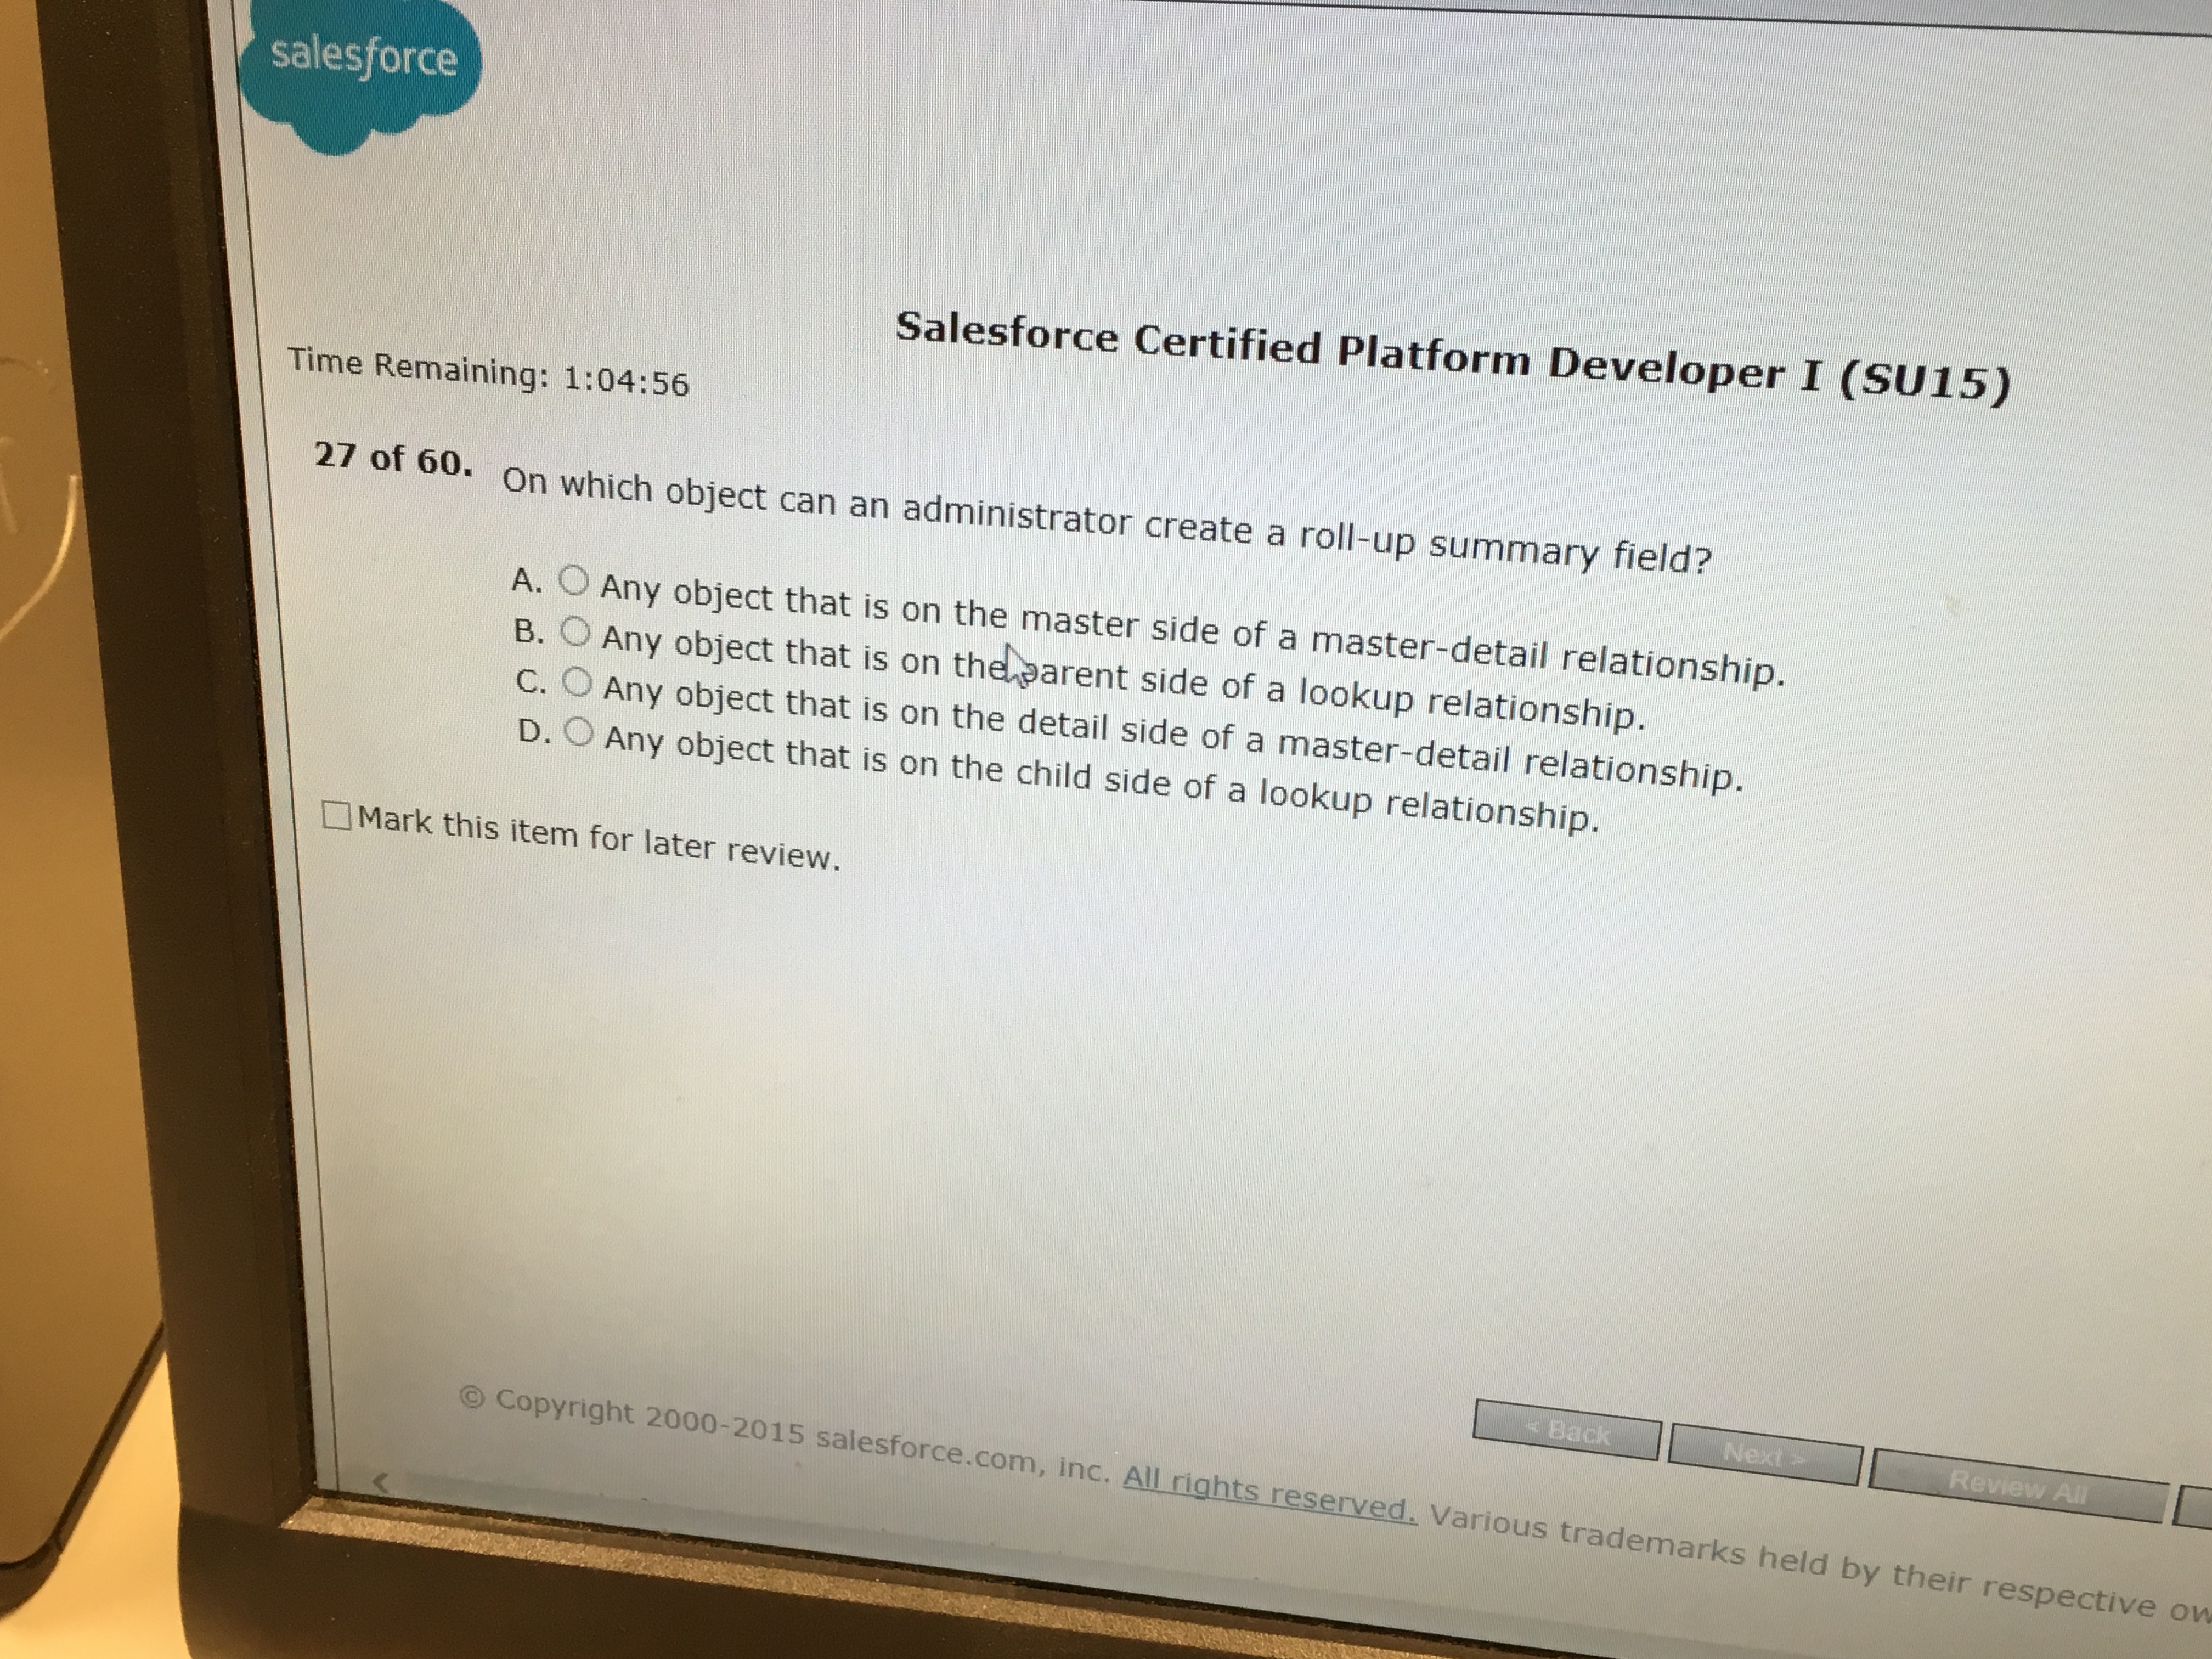 salesforce
Salesforce Certified Platform Developer I (SU15)
Time Remaining: 1:04:56
27 of 60. On which object can an administrator create a roll-up summary field?
A. Any object that is on the master side of a master-detail relationship.
B. Any object that is on the parent side of a lookup relationship.
C. Any object that is on the detail side of a master-detail relationship.
D. Any object that is on the child side of a lookup relationship.
Mark this item for later review.
< Back Next > Review All
© Copyright 2000-2015 salesforce.com, inc. All rights reserved. Various trademarks held by their respective ow